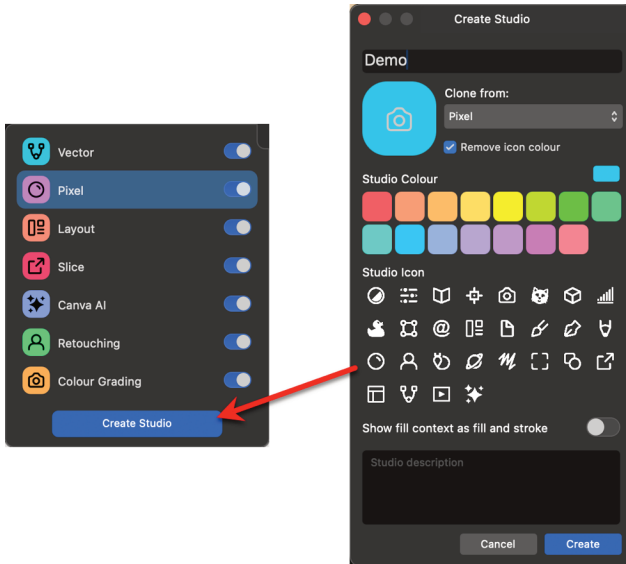 Vector
Pixel
Layout
Slice
Canva AI
Retouching
Colour Grading
Create Studio
Create Studio
Demo
Clone from:
Pixel
Remove icon colour
Studio Colour
Studio Icon
Show fill context as fill and stroke
Studio description
Cancel
Create